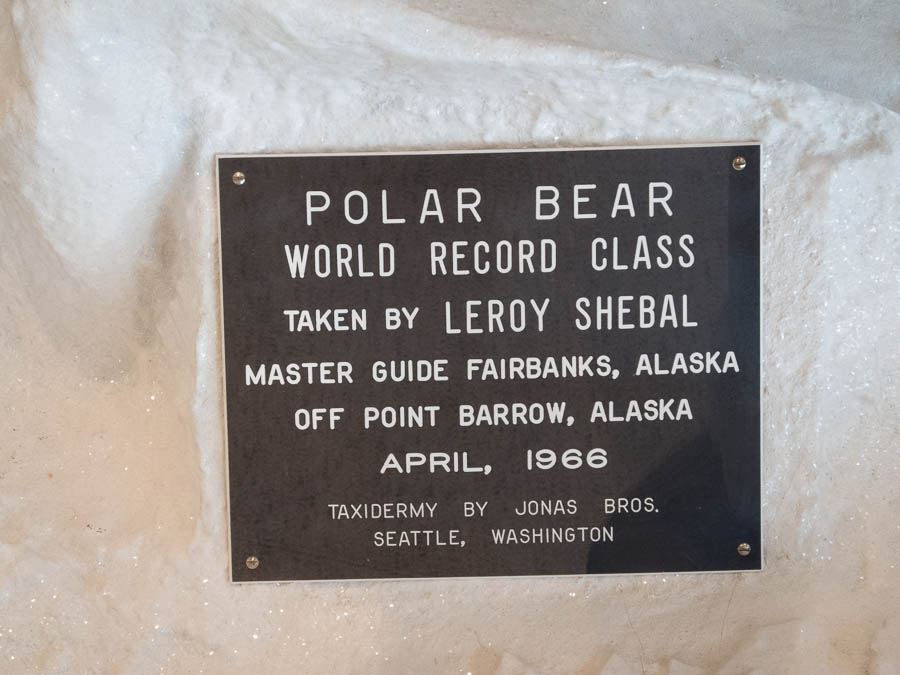 POLAR BEAR
WORLD RECORD CLASS
TAKEN BY LEROY SHEBAL
MASTER GUIDE FAIRBANKS, ALASKA
OFF POINT BARROW, ALASKA
APRIL, 1966
TAXIDERMY BY JONAS BROS.
SEATTLE, WASHINGTON